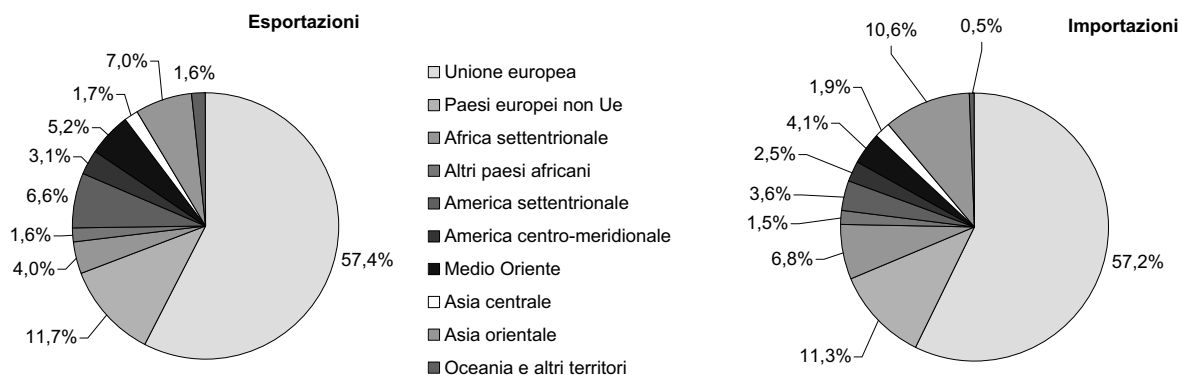 Esportazioni
7,0%
1,6%
1,7%
5,2%
3,1%
6,6%
1,6%
4,0%
11,7%
57,4%
Unione europea
Paesi europei non Ue
Africa settentrionale
Altri paesi africani
America settentrionale
America centro-meridionale
Medio Oriente
Asia centrale
Asia orientale
Oceania e altri territori
Importazioni
10,6%
0,5%
1,9%
4,1%
2,5%
3,6%
1,5%
6,8%
11,3%
57,2%